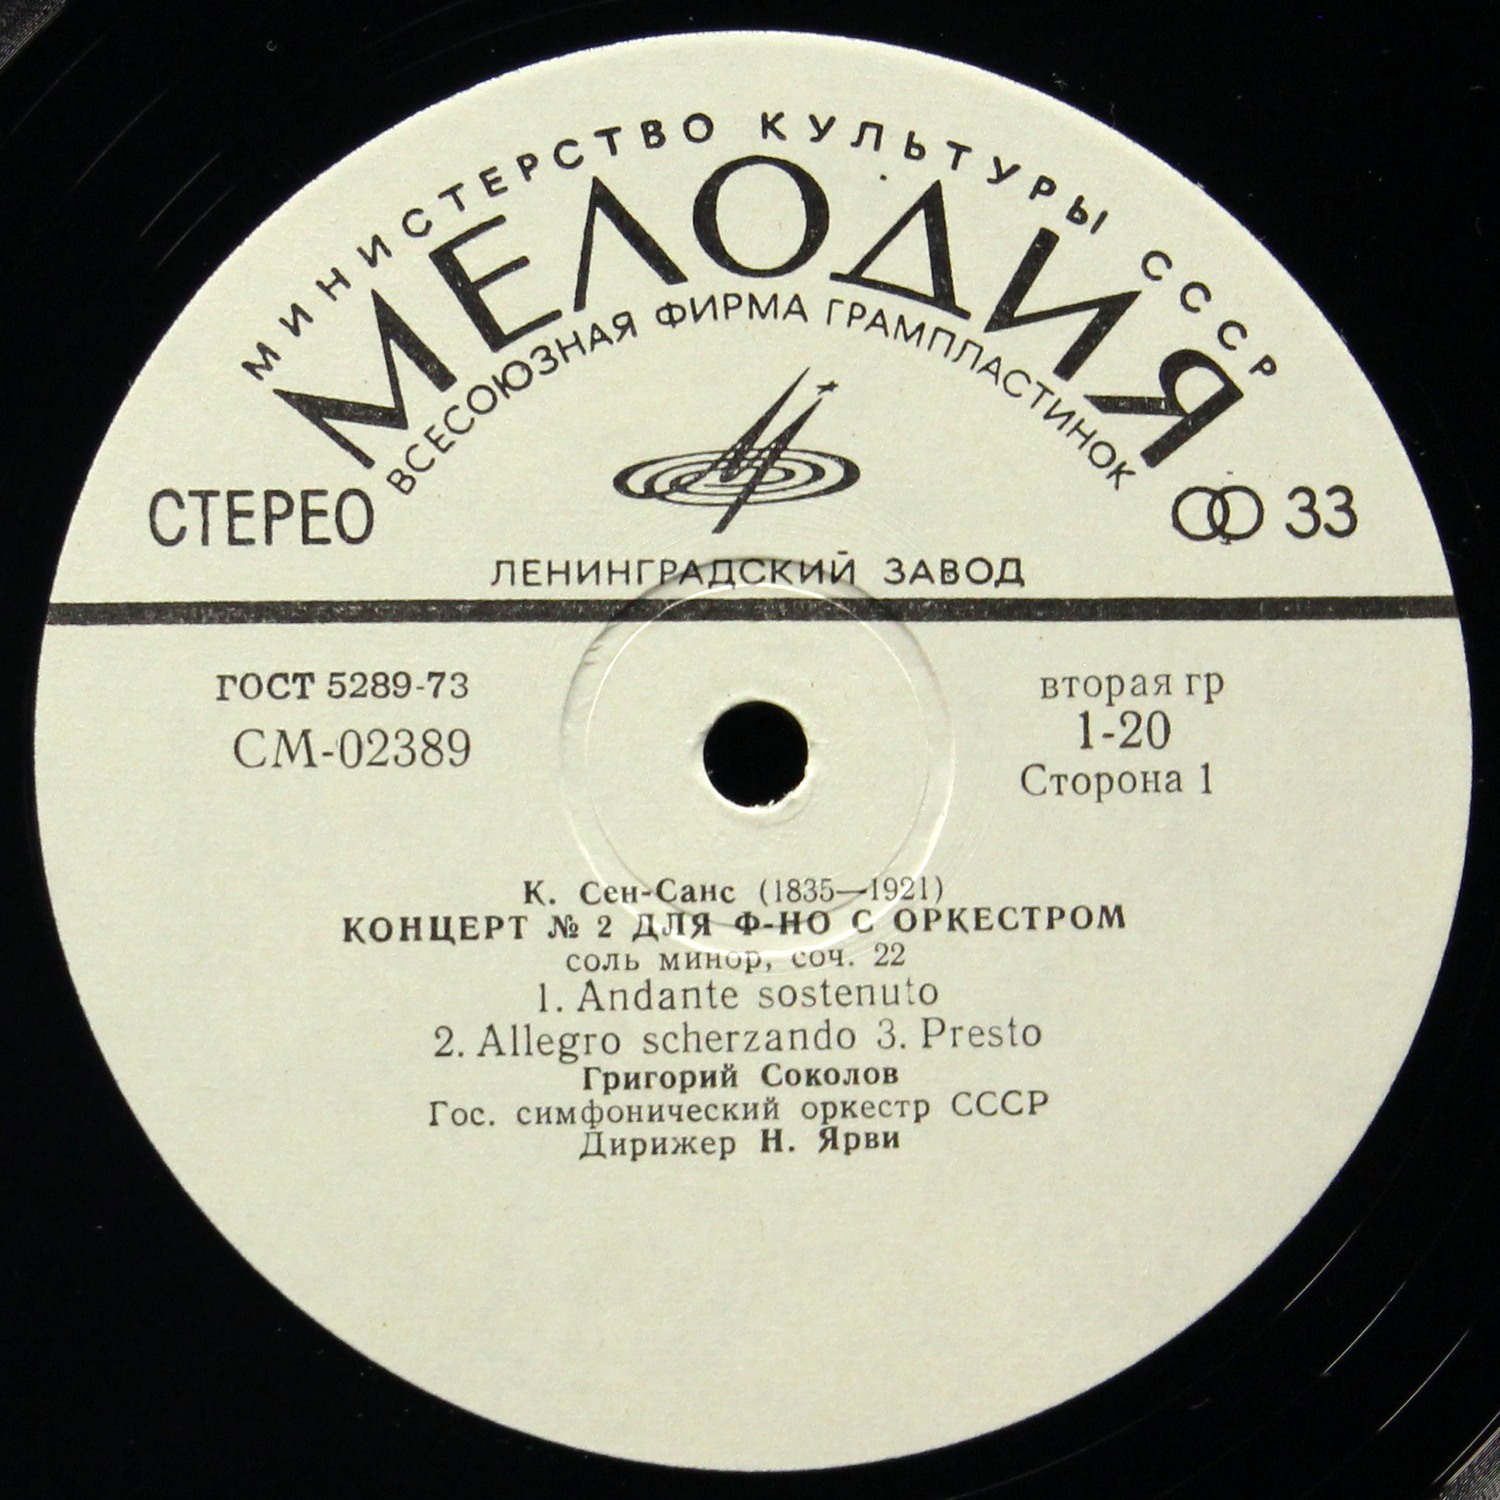 МИНИСТЕРСТВО КУЛЬТУРЫ СССР
МЕЛОДИЯ
ВСЕСОЮЗНАЯ ФИРМА ГРАМПЛАСТИНОК
СТЕРЕО
33
ЛЕНИНГРАДСКИЙ ЗАВОД
ГОСТ 5289-73
СМ-02389
вторая гр
1-20
Сторона 1
К. Сен-Санс (1835—1921)
КОНЦЕРТ № 2 ДЛЯ Ф-НО С ОРКЕСТРОМ
соль минор, соч. 22
1. Andante sostenuto
2. Allegro scherzando 3. Presto
Григорий Соколов
Гос. симфонический оркестр СССР
Дирижер Н. Ярви